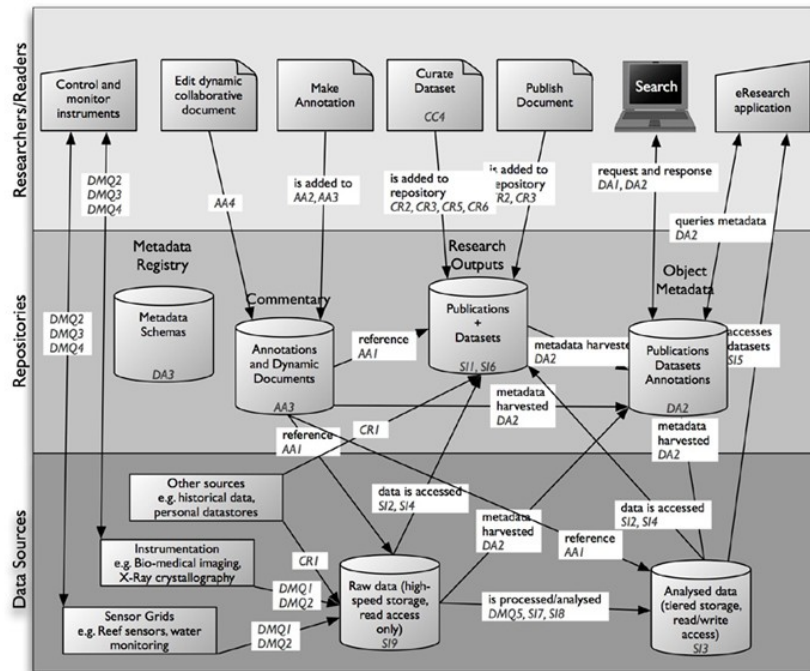 Researchers/Readers
Control and
monitor
instruments
Edit dynamic
collaborative
document
Make
Annotation
Curate
Dataset
CC4
Publish
Document
Search
eResearch
application
DMQ2
DMQ3
DMQ4
AA4
is added to
AA2, AA3
is added to
repository
CR2, CR3, CR5, CR6
is added to
repository
CR2, CR3
request and response
DA1, DA2
queries metadata
DA2
Repositories
Metadata
Registry
Metadata
Schemas
DA3
DMQ2
DMQ3
DMQ4
Commentary
Annotations
and Dynamic
Documents
AA3
reference
AA1
Research
Outputs
Publications
+
Datasets
SI1, SI6
metadata harvested
DA2
Object
Metadata
Publications
Datasets
Annotations
DA2
accesses
datasets
SI5
metadata
harvested
DA2
metadata
harvested
DA2
reference
AA1
CR1
Data Sources
Other sources
e.g. historical data,
personal datastores
CR1
Instrumentation
e.g. Bio-medical imaging,
X-Ray crystallography
DMQ1
DMQ2
Sensor Grids
e.g. Reef sensors, water
monitoring
DMQ1
DMQ2
data is accessed
SI2, SI4
metadata
harvested
DA2
data is accessed
SI2, SI4
reference
AA1
Raw data (high-
speed storage,
read access
only)
SI9
is processed/analysed
DMQ5, SI7, SI8
Analysed data
(tiered storage,
read/write
access)
SI3